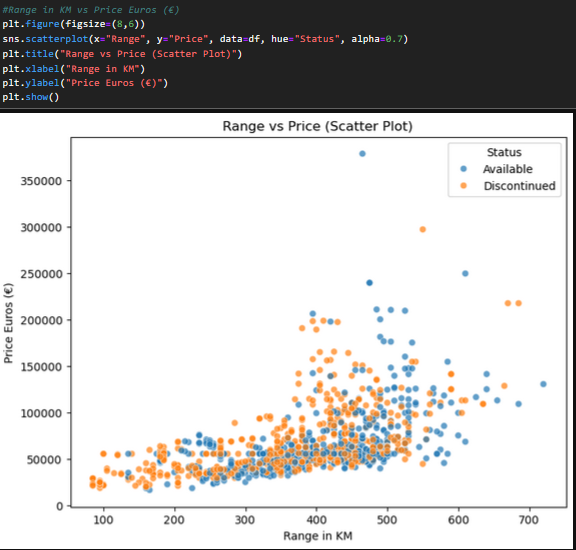 #Range in KM vs Price Euros (€)
plt.figure(figsize=(8,6))
sns.scatterplot(x="Range", y="Price", data=df, hue="Status", alpha=0.7)
plt.title("Range vs Price (Scatter Plot)")
plt.xlabel("Range in KM")
plt.ylabel("Price Euros (€)")
plt.show()
Range vs Price (Scatter Plot)
Status
Available
Discontinued
350000
300000
250000
200000
150000
100000
50000
0
Price Euros (€)
100 200 300 400 500 600 700
Range in KM